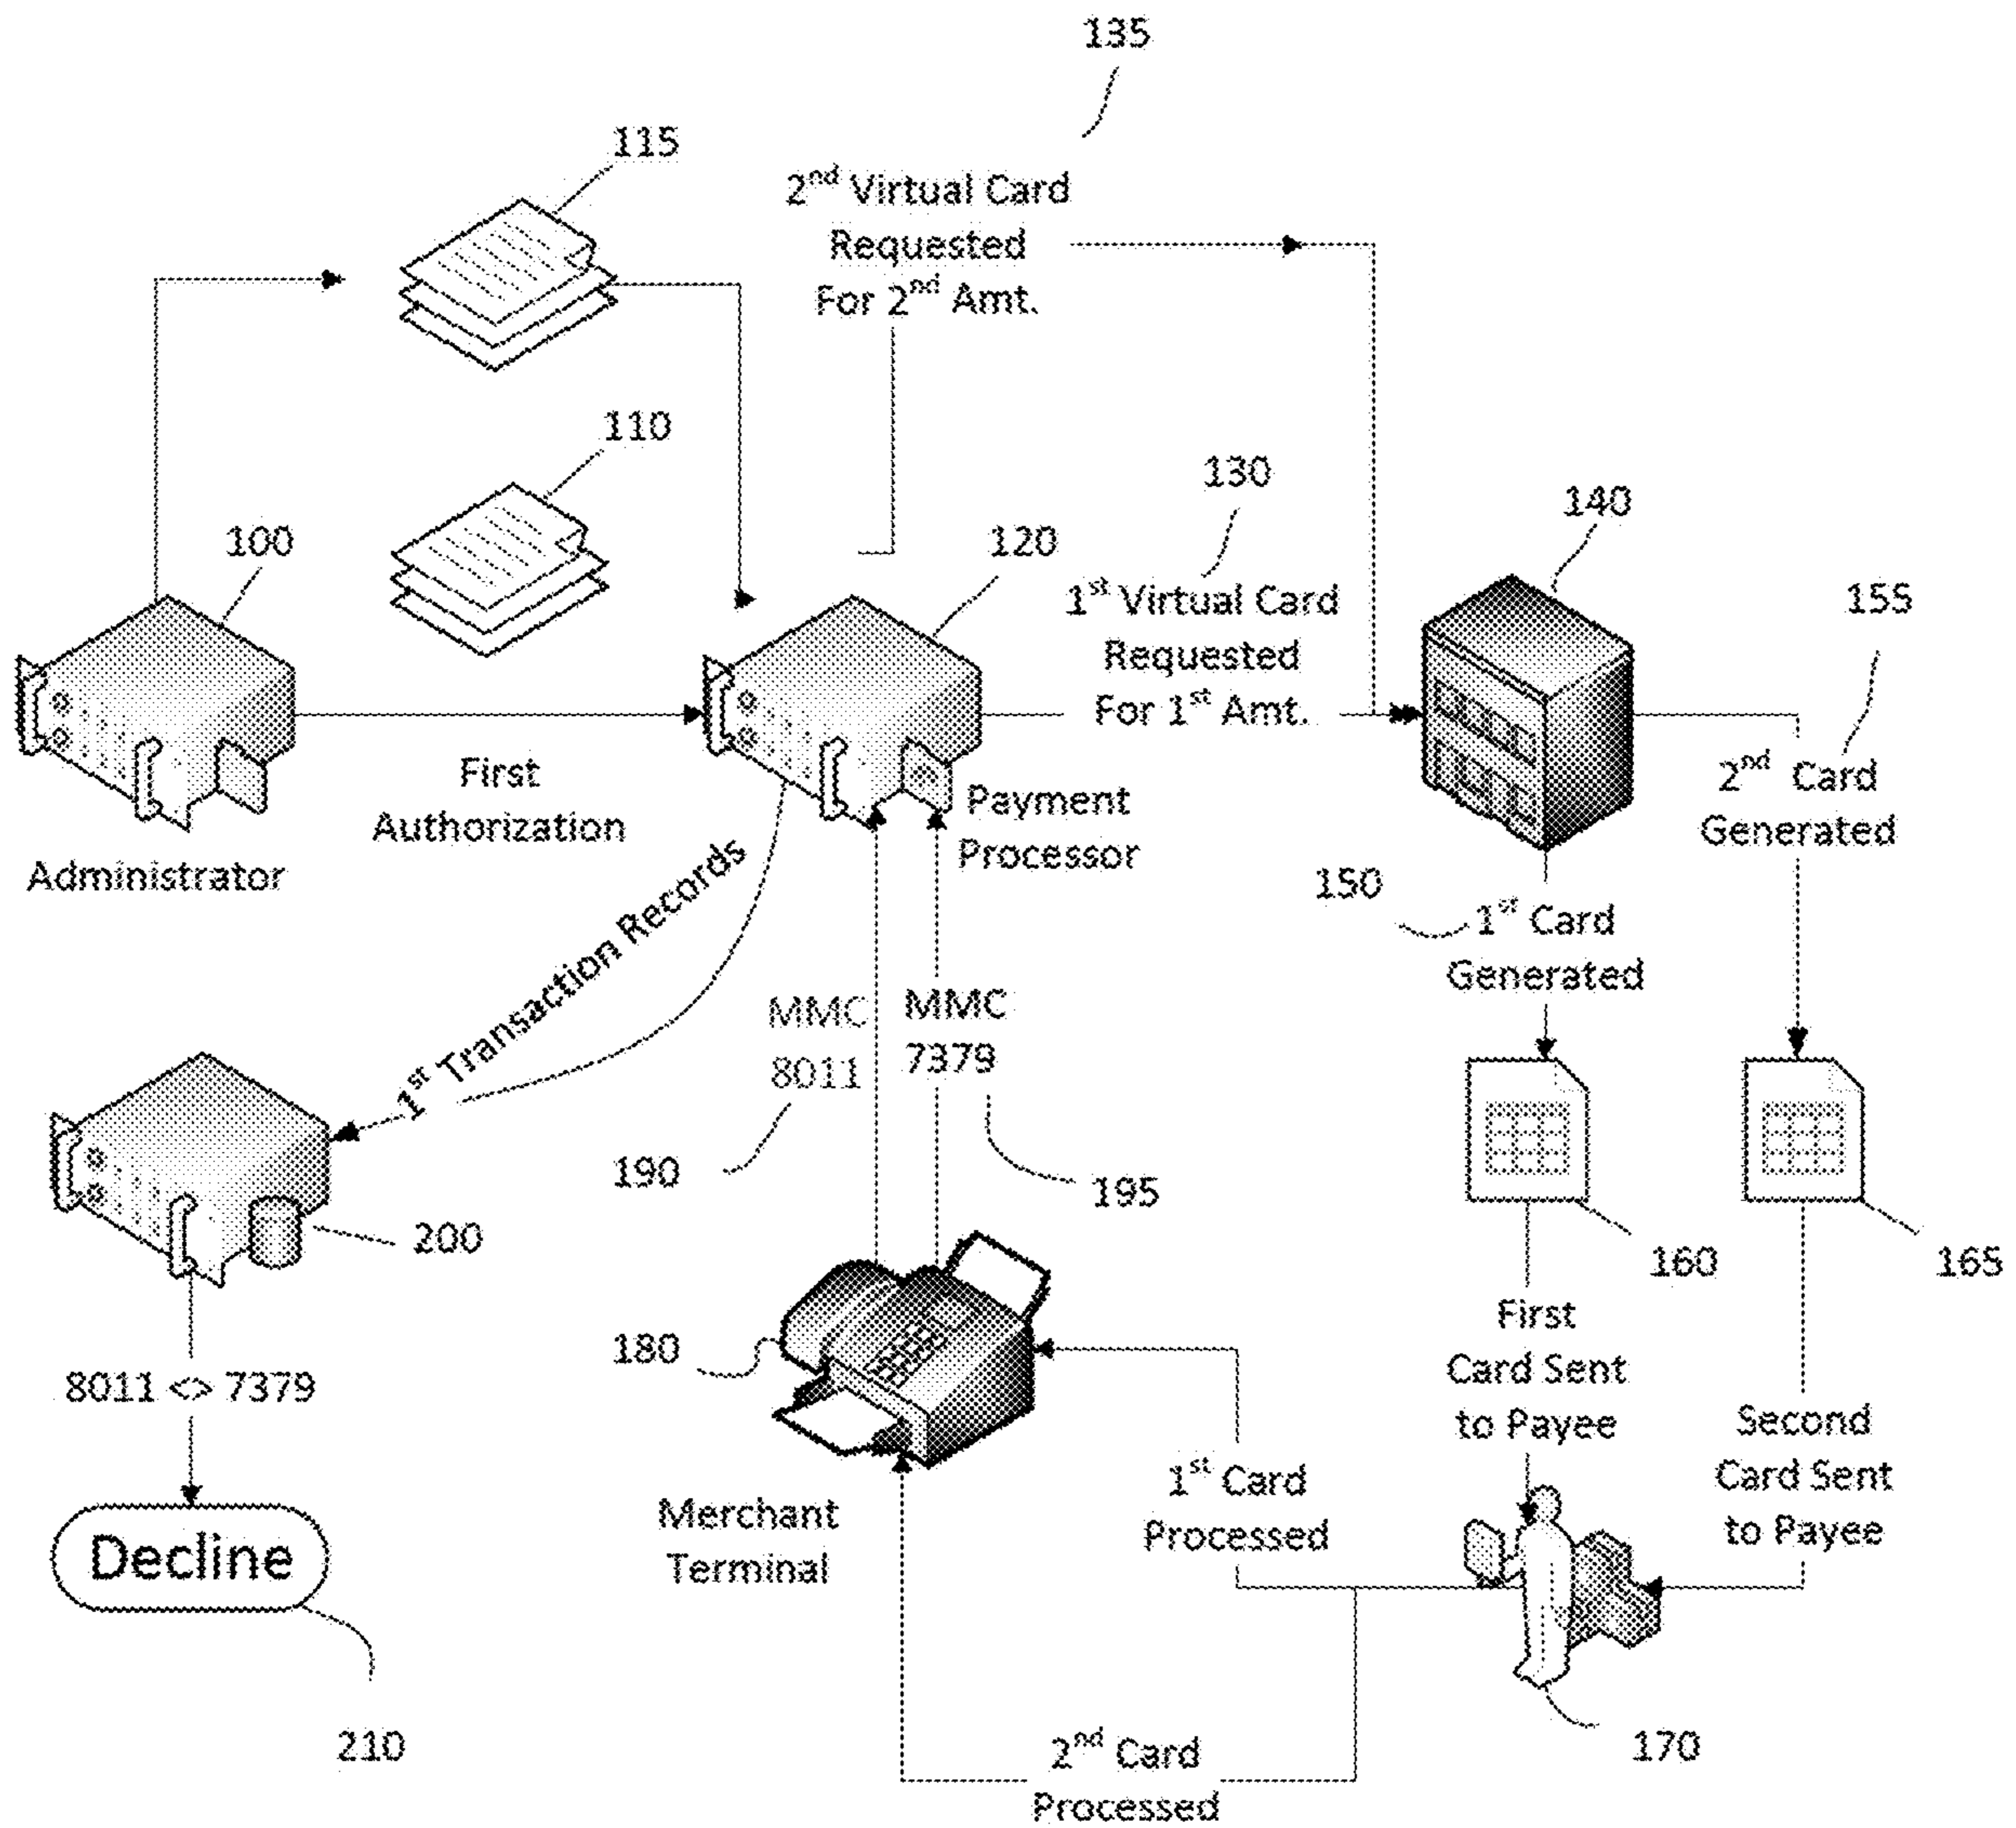 135
115
2nd Virtual Card
Requested
For 2nd Amt.
110
130
140
100
120
155
1st Virtual Card
Requested
For 1st Amt.
2nd Card
Generated
First
Authorization
Payment
Processor
Administrator
150
1st Card
Generated
1st Transaction Records
MMC
8011
MMC
7379
190
195
200
160
165
First
Card Sent
to Payee
180
8011 <> 7379
Second
Card Sent
to Payee
1st Card
Processed
Merchant
Terminal
Decline
210
170
2nd Card
Processed